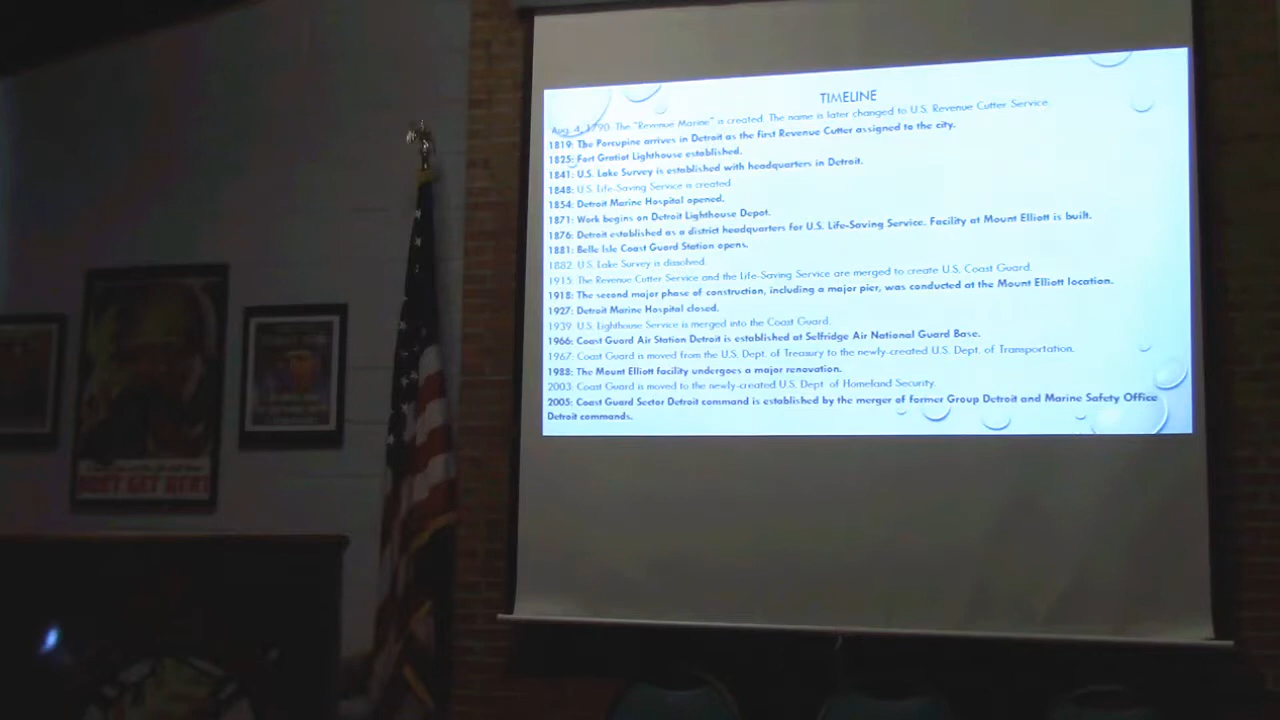 TIMELINE
Aug. 4, 1790: The "Revenue Marine" is created. The name is later changed to U.S. Revenue Cutter Service.
1819: The Porcupine arrives in Detroit as the first Revenue Cutter assigned to the city.
1825: Fort Gratiot Lighthouse established.
1841: U.S. Lake Survey is established with headquarters in Detroit.
1848: U.S. Life-Saving Service is created.
1854: Detroit Marine Hospital opened.
1871: Work begins on Detroit Lighthouse Depot.
1876: Detroit established as a district headquarters for U.S. Life-Saving Service. Facility at Mount Elliott is built.
1881: Belle Isle Coast Guard Station opens.
1882: U.S. Lake Survey is dissolved.
1915: The Revenue Cutter Service and the Life-Saving Service are merged to create U.S. Coast Guard.
1918: The second major phase of construction, including a major pier, was conducted at the Mount Elliott location.
1927: Detroit Marine Hospital closed.
1939: U.S. Lighthouse Service is merged into the Coast Guard.
1966: Coast Guard Air Station Detroit is established at Selfridge Air National Guard Base.
1967: Coast Guard is moved from the U.S. Dept. of Treasury to the newly-created U.S. Dept. of Transportation.
1988: The Mount Elliott facility undergoes a major renovation.
2003: Coast Guard is moved to the newly-created U.S. Dept. of Homeland Security.
2005: Coast Guard Sector Detroit command is established by the merger of former Group Detroit and Marine Safety Office
Detroit commands.